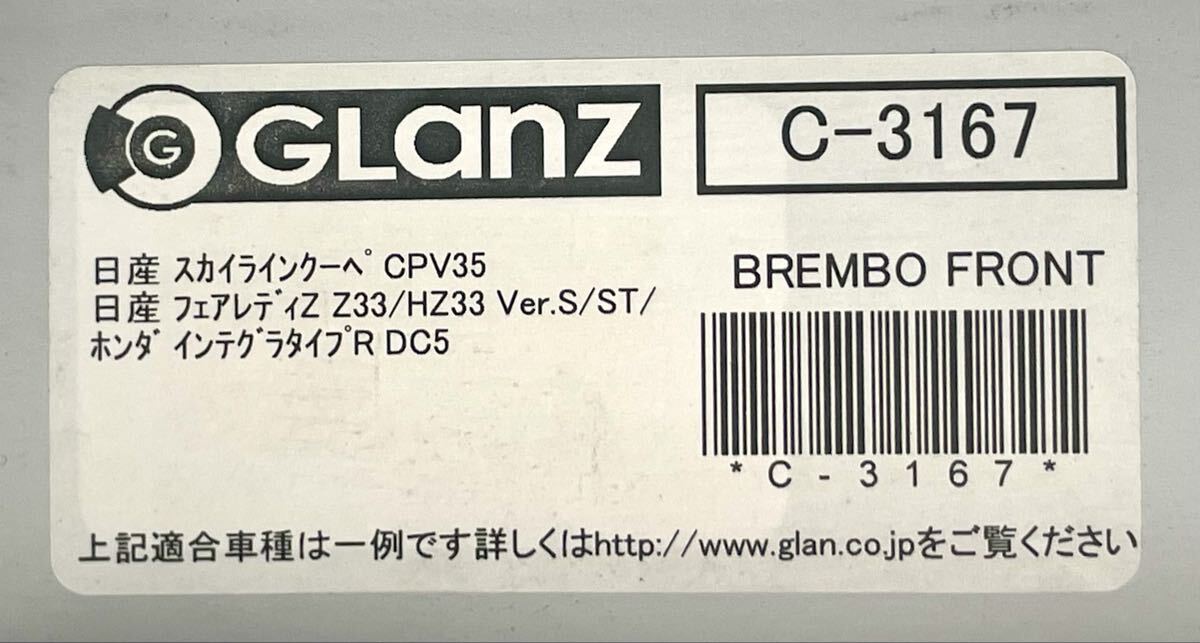 G GLanz
C-3167
日産 ｽｶｲﾗｲﾝｸｰﾍﾟ CPV35
日産 ﾌｪｱﾚﾃﾞｨZ Z33/HZ33 Ver.S/ST/
ﾎﾝﾀﾞ ｲﾝﾃｸﾞﾗﾀｲﾌﾟR DC5
BREMBO FRONT
*C-3167*
上記適合車種は一例です詳しくはhttp://www.glan.co.jpをご覧ください